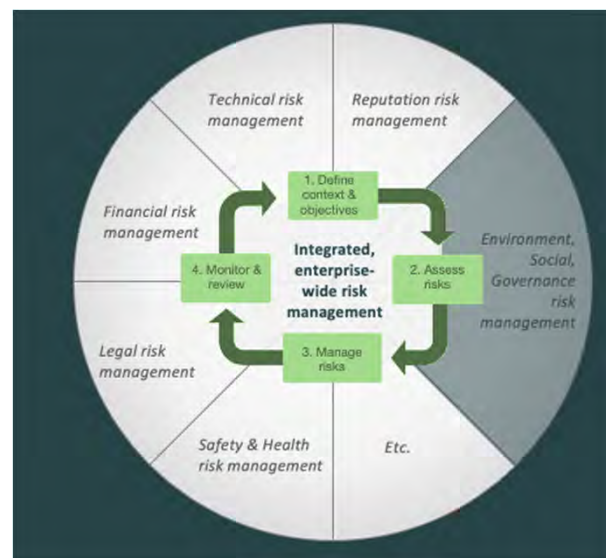 Technical risk
management
Reputation risk
management
Financial risk
management
1. Define
context &
objectives
Environment,
Social,
Governance
risk
management
4. Monitor &
review
Integrated,
enterprise-
wide risk
management
2. Assess
risks
Legal risk
management
3. Manage
risks
Safety & Health
risk management
Etc.